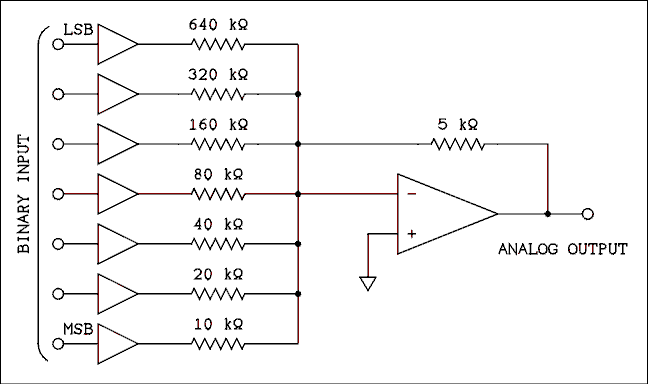 LSB
640 kΩ
320 kΩ
160 kΩ
5 kΩ
80 kΩ
40 kΩ
20 kΩ
10 kΩ
MSB
BINARY INPUT
−
+
ANALOG OUTPUT